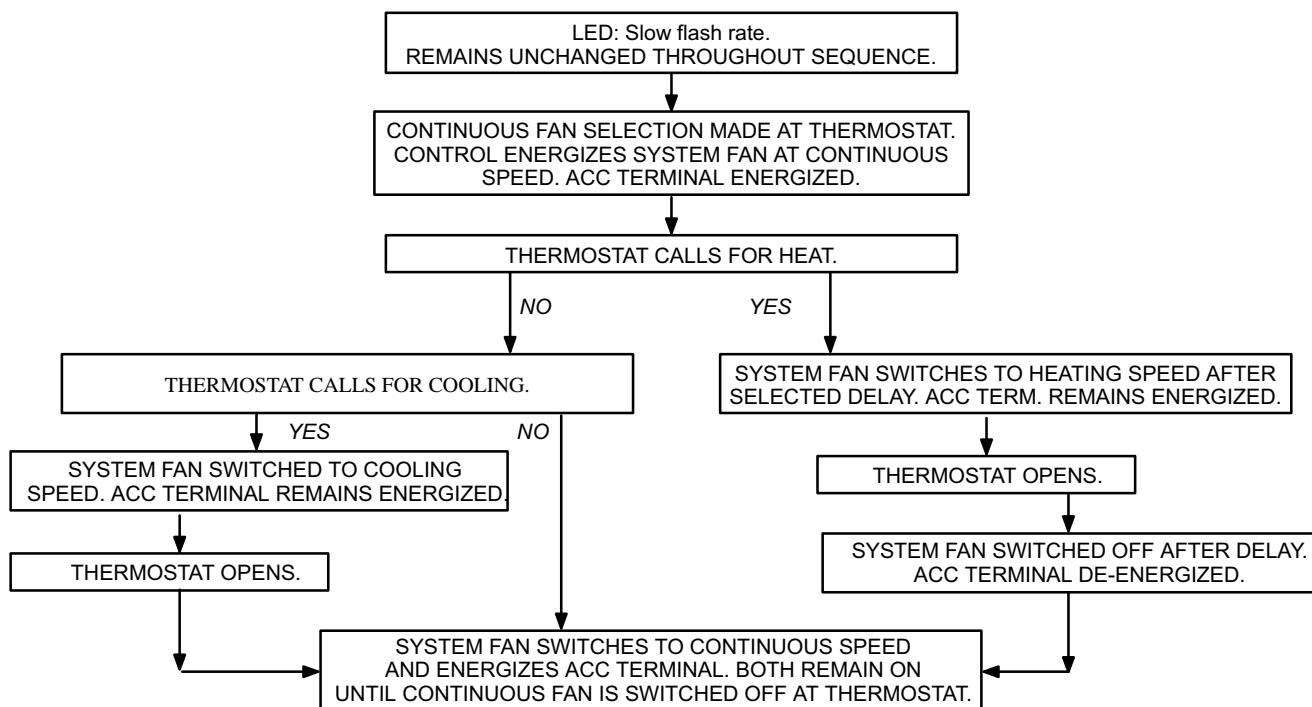 LED: Slow flash rate.
REMAINS UNCHANGED THROUGHOUT SEQUENCE.
CONTINUOUS FAN SELECTION MADE AT THERMOSTAT.
CONTROL ENERGIZES SYSTEM FAN AT CONTINUOUS
SPEED. ACC TERMINAL ENERGIZED.
THERMOSTAT CALLS FOR HEAT.
NO
YES
THERMOSTAT CALLS FOR COOLING.
SYSTEM FAN SWITCHES TO HEATING SPEED AFTER
SELECTED DELAY. ACC TERM. REMAINS ENERGIZED.
YES
NO
SYSTEM FAN SWITCHED TO COOLING
SPEED. ACC TERMINAL REMAINS ENERGIZED.
THERMOSTAT OPENS.
THERMOSTAT OPENS.
SYSTEM FAN SWITCHED OFF AFTER DELAY.
ACC TERMINAL DE-ENERGIZED.
SYSTEM FAN SWITCHES TO CONTINUOUS SPEED
AND ENERGIZES ACC TERMINAL. BOTH REMAIN ON
UNTIL CONTINUOUS FAN IS SWITCHED OFF AT THERMOSTAT.